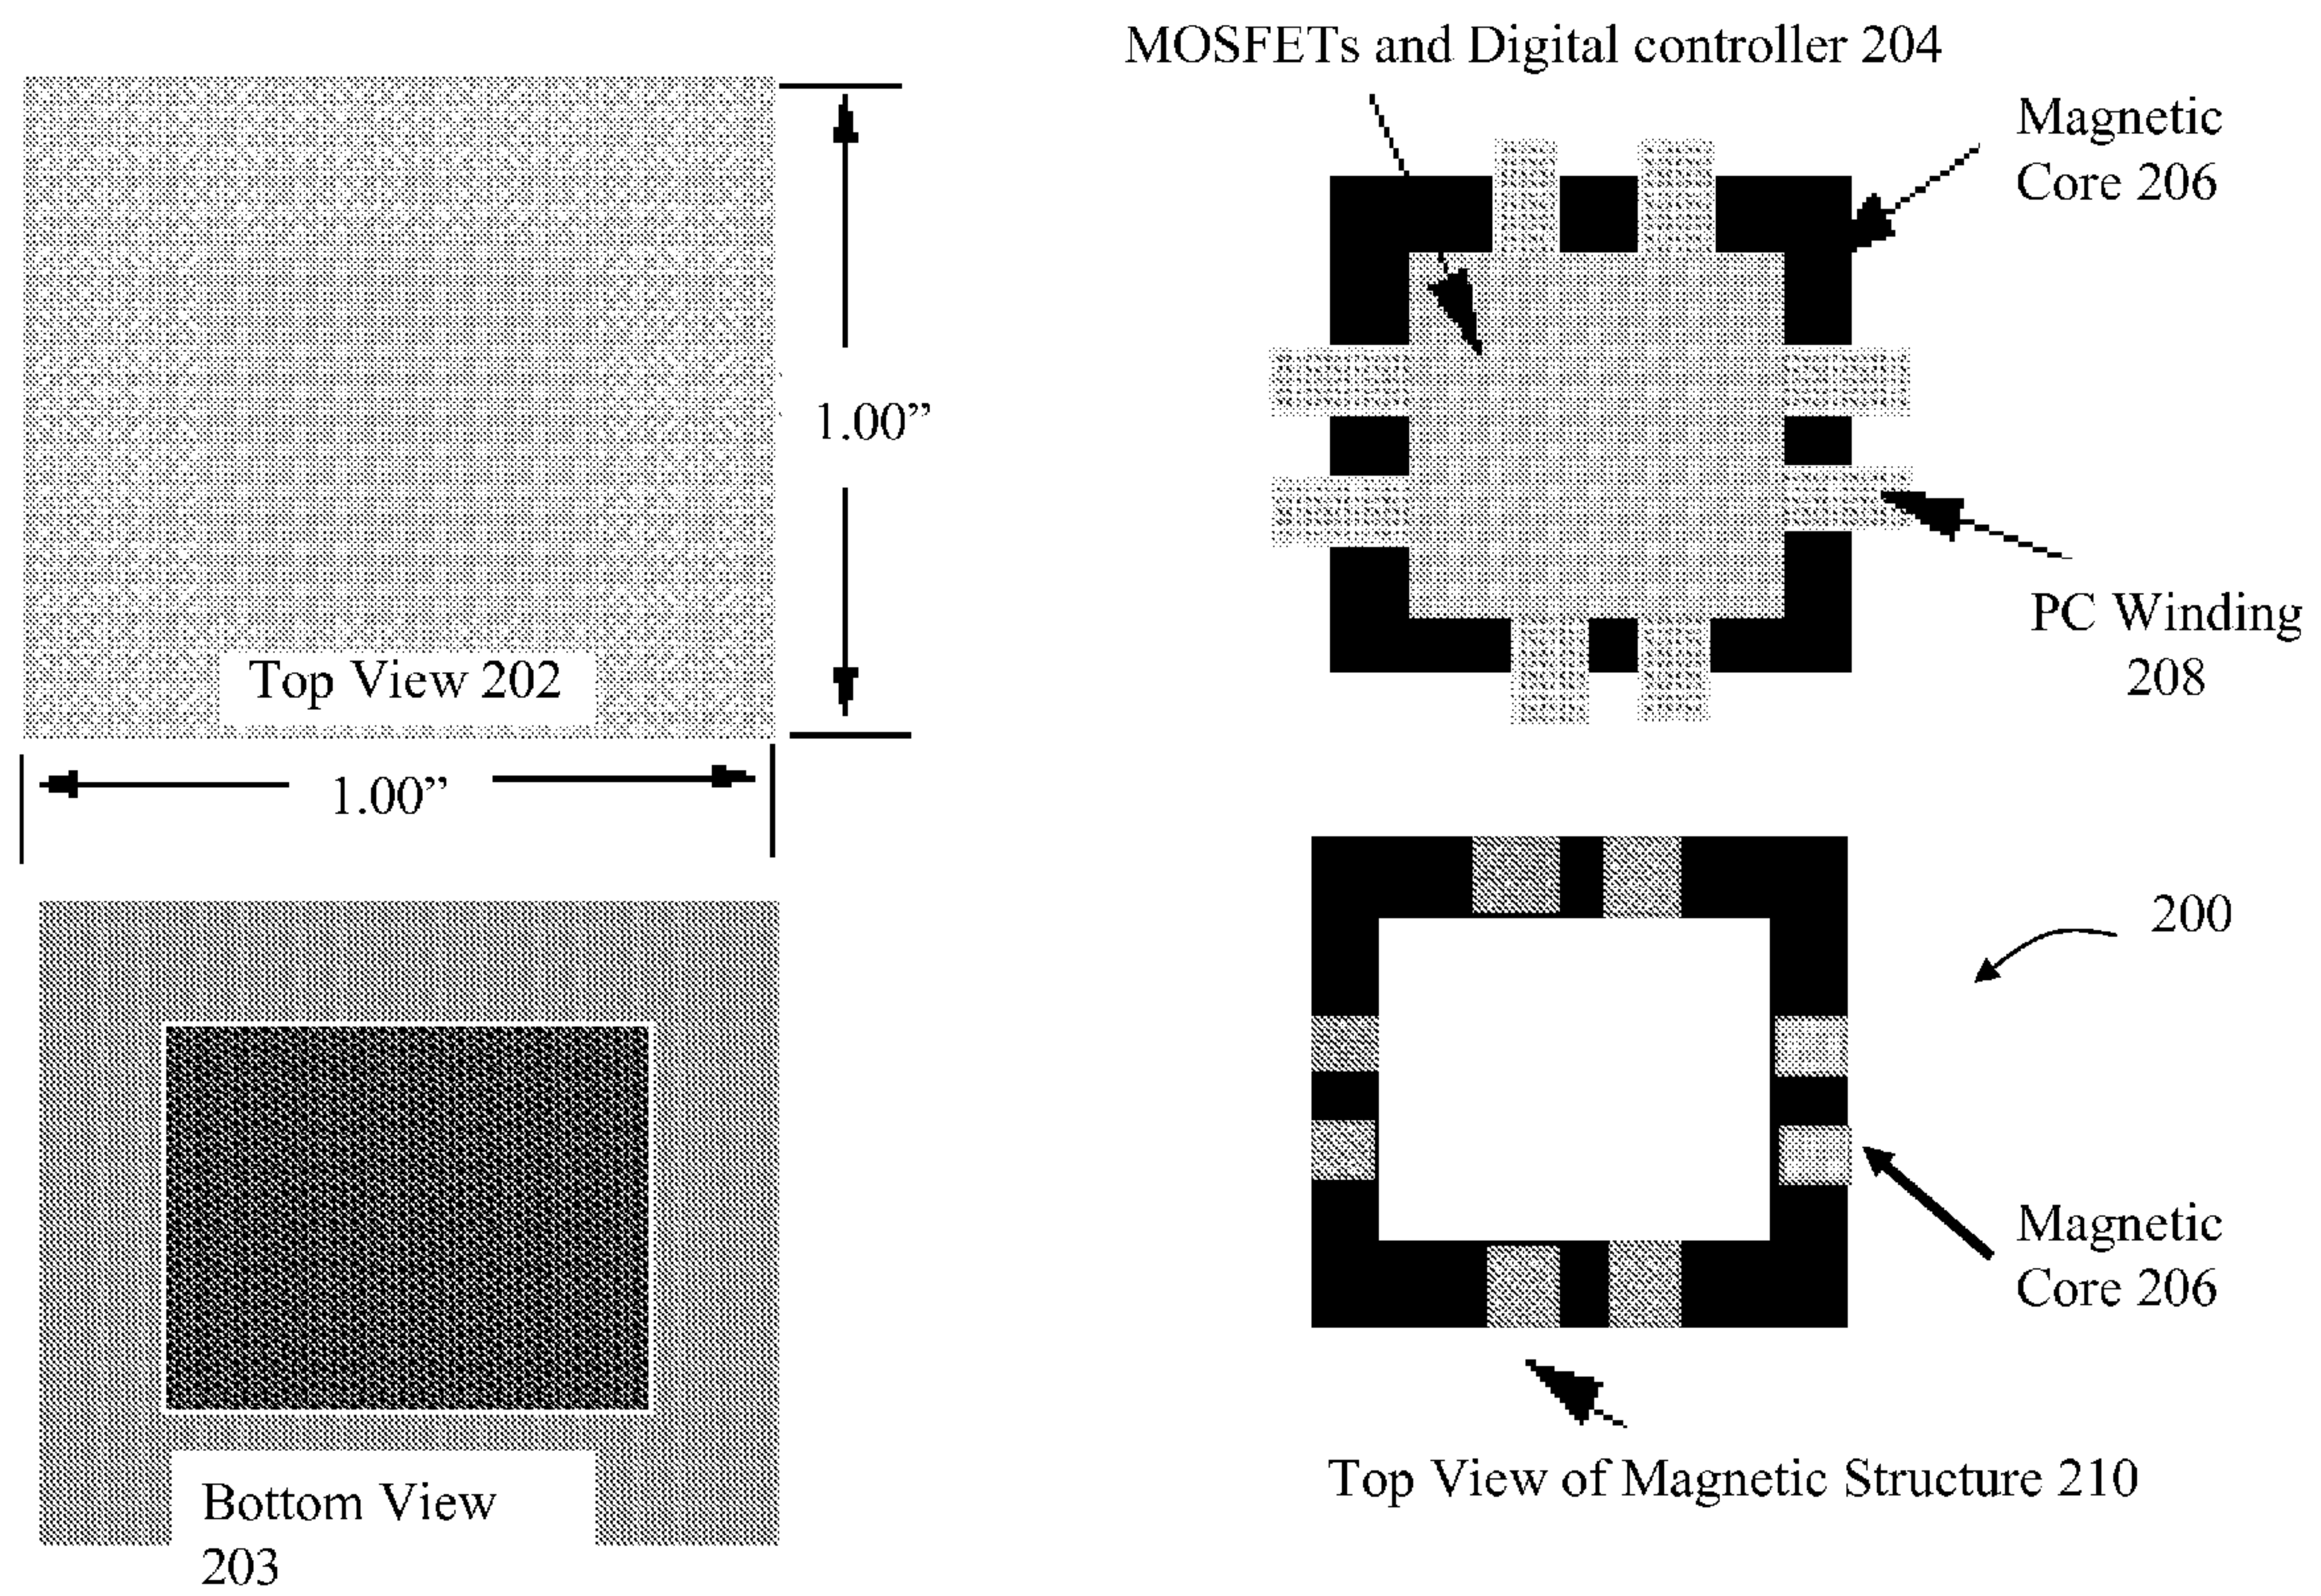 MOSFETs and Digital controller 204
Magnetic
Core 206
1.00”
PC Winding
208
Top View 202
1.00”
200
Magnetic
Core 206
Top View of Magnetic Structure 210
Bottom View
203